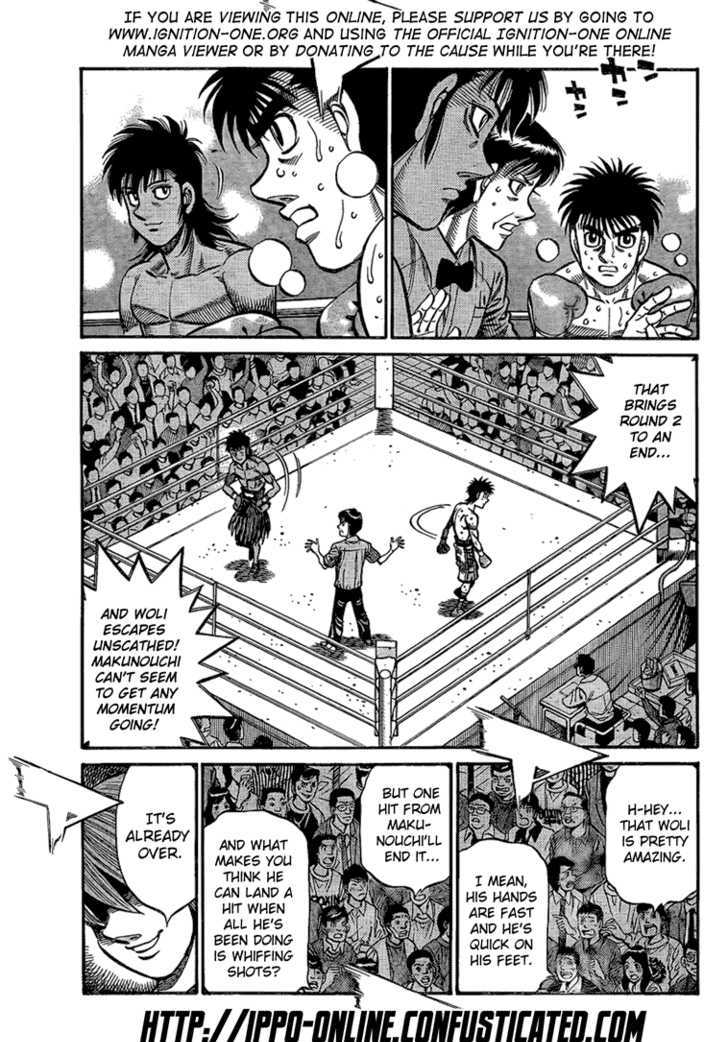 IF YOU ARE VIEWING THIS ONLINE, PLEASE SUPPORT US BY GOING TO
WWW.IGNITION-ONE.ORG AND USING THE OFFICIAL IGNITION-ONE ONLINE
MANGA VIEWER OR BY DONATING TO THE CAUSE WHILE YOU'RE THERE!
THAT
BRINGS
ROUND 2
TO AN
END...
AND WOLI
ESCAPES
UNSCATHED!
MAKUNOUCHI
CAN'T SEEM
TO GET ANY
MOMENTUM
GOING!
H-HEY...
THAT WOLI
IS PRETTY
AMAZING.
I MEAN,
HIS HANDS
ARE FAST
AND HE'S
QUICK ON
HIS FEET.
BUT ONE
HIT FROM
MAKU-
NOUCHI'LL
END IT...
AND WHAT
MAKES YOU
THINK HE
CAN LAND A
HIT WHEN
ALL HE'S
BEEN DOING
IS WHIFFING
SHOTS?
IT'S
ALREADY
OVER.
HTTP://IPPO-ONLINE.CONFUSTICATED.COM